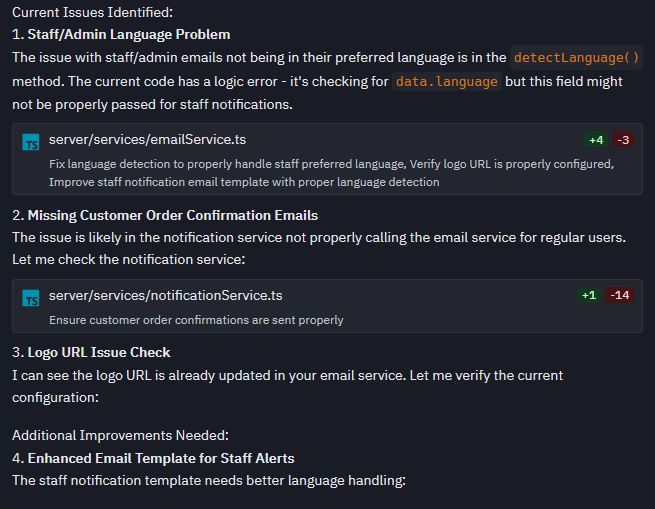 Current Issues Identified:
1. Staff/Admin Language Problem
The issue with staff/admin emails not being in their preferred language is in the detectLanguage()
method. The current code has a logic error - it's checking for data.language but this field might
not be properly passed for staff notifications.
TS server/services/emailService.ts +4 -3
Fix language detection to properly handle staff preferred language, Verify logo URL is properly configured,
Improve staff notification email template with proper language detection
2. Missing Customer Order Confirmation Emails
The issue is likely in the notification service not properly calling the email service for regular users.
Let me check the notification service:
TS server/services/notificationService.ts +1 -14
Ensure customer order confirmations are sent properly
3. Logo URL Issue Check
I can see the logo URL is already updated in your email service. Let me verify the current
configuration:
Additional Improvements Needed:
4. Enhanced Email Template for Staff Alerts
The staff notification template needs better language handling: